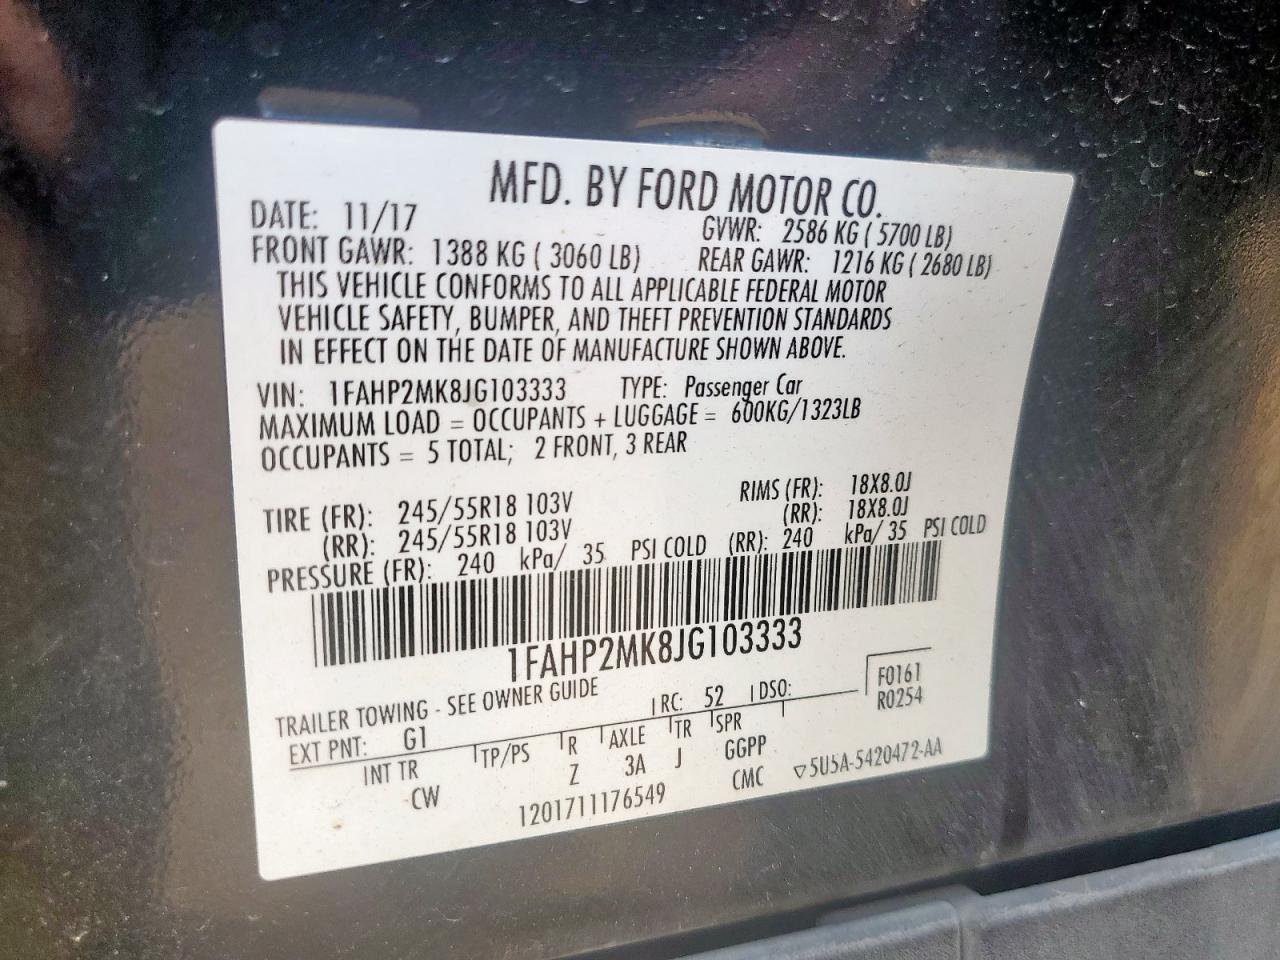 MFD. BY FORD MOTOR CO.
DATE: 11/17 GVWR: 2586 KG ( 5700 LB)
FRONT GAWR: 1388 KG ( 3060 LB) REAR GAWR: 1216 KG ( 2680 LB)
THIS VEHICLE CONFORMS TO ALL APPLICABLE FEDERAL MOTOR
VEHICLE SAFETY, BUMPER, AND THEFT PREVENTION STANDARDS
IN EFFECT ON THE DATE OF MANUFACTURE SHOWN ABOVE.
VIN: 1FAHP2MK8JG103333 TYPE: Passenger Car
MAXIMUM LOAD = OCCUPANTS + LUGGAGE = 600KG/1323LB
OCCUPANTS = 5 TOTAL; 2 FRONT, 3 REAR
TIRE (FR): 245/55R18 103V RIMS (FR): 18X8.0J
(RR): 245/55R18 103V (RR): 18X8.0J
PRESSURE (FR): 240 kPa/ 35 PSI COLD (RR): 240 kPa/ 35 PSI COLD
1FAHP2MK8JG103333
TRAILER TOWING - SEE OWNER GUIDE F0161
EXT PNT: G1 RC: 52 DSO: R0254
INT TR TP/PS R AXLE TR SPR
CW Z 3A J GGPP
1201711176549 CMC ▽5U5A-5420472-AA